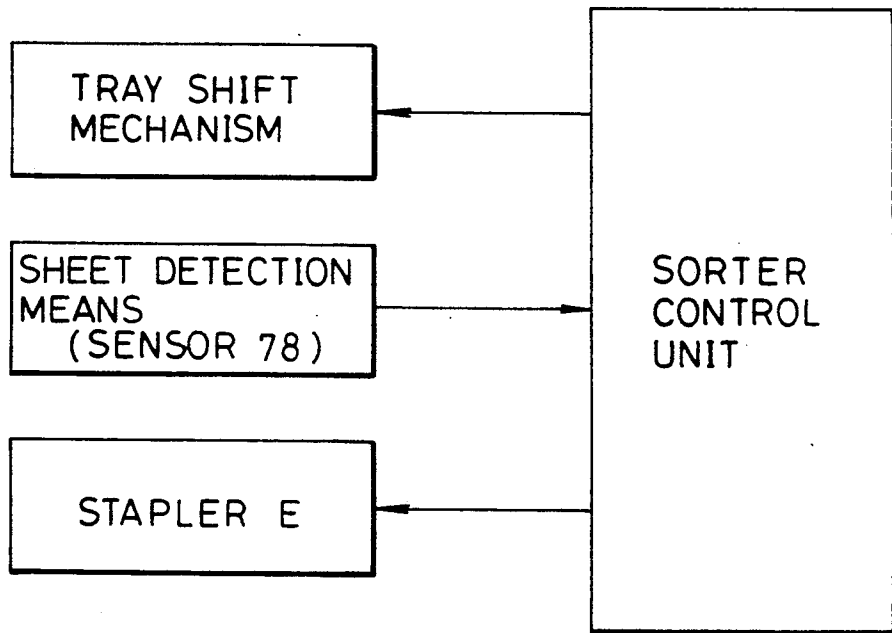 TRAY SHIFT
MECHANISM
SHEET DETECTION
MEANS
(SENSOR 78)
STAPLER E
SORTER
CONTROL
UNIT